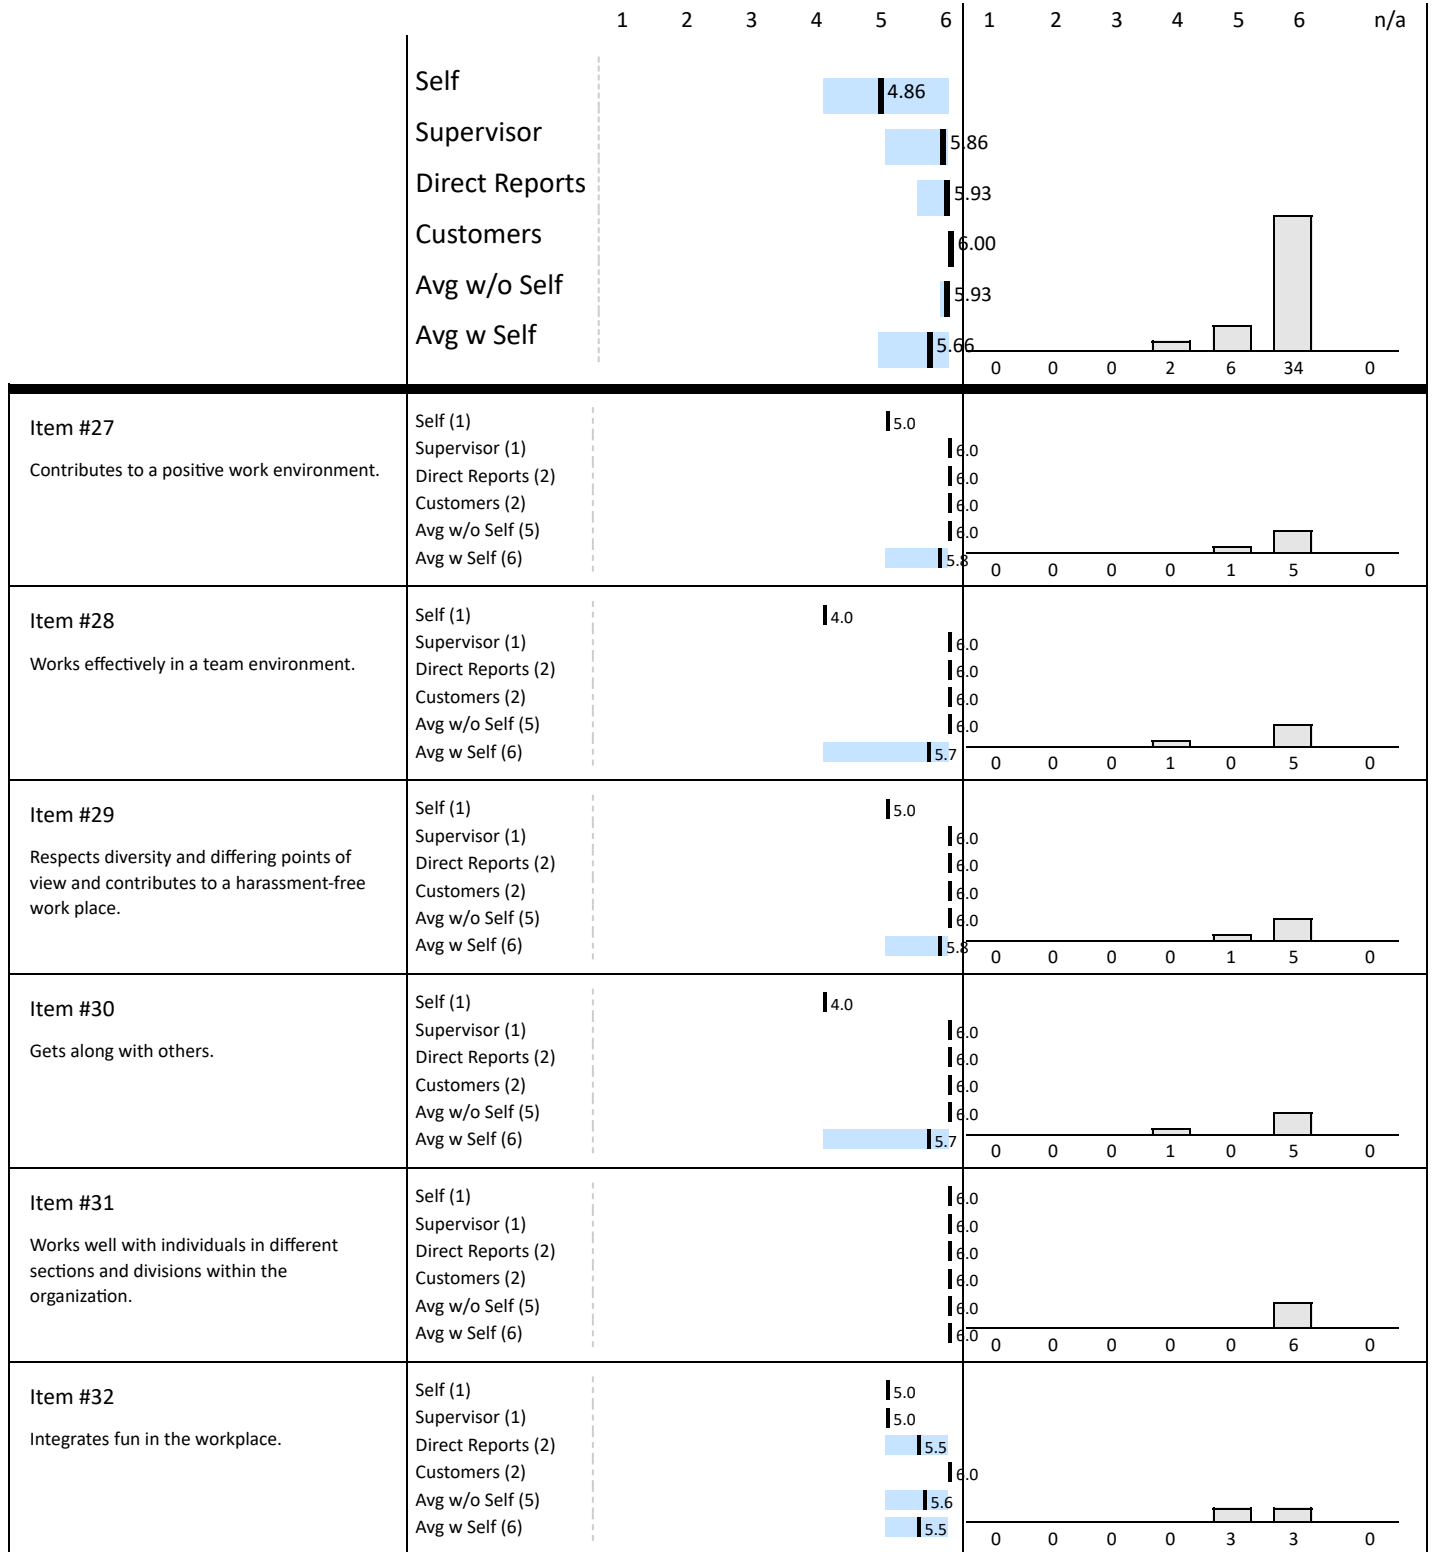 1 2 3 4 5 6 1 2 3 4 5 6 n/a
Self 4.86
Supervisor 5.86
Direct Reports 5.93
Customers 6.00
Avg w/o Self 5.93
Avg w Self 5.66
0 0 0 2 6 34 0
Item #27
Contributes to a positive work environment.
Self (1) 5.0
Supervisor (1) 6.0
Direct Reports (2) 6.0
Customers (2) 6.0
Avg w/o Self (5) 6.0
Avg w Self (6) 5.8
0 0 0 0 1 5 0
Item #28
Works effectively in a team environment.
Self (1) 4.0
Supervisor (1) 6.0
Direct Reports (2) 6.0
Customers (2) 6.0
Avg w/o Self (5) 6.0
Avg w Self (6) 5.7
0 0 0 1 0 5 0
Item #29
Respects diversity and differing points of
view and contributes to a harassment-free
work place.
Self (1) 5.0
Supervisor (1) 6.0
Direct Reports (2) 6.0
Customers (2) 6.0
Avg w/o Self (5) 6.0
Avg w Self (6) 5.8
0 0 0 0 1 5 0
Item #30
Gets along with others.
Self (1) 4.0
Supervisor (1) 6.0
Direct Reports (2) 6.0
Customers (2) 6.0
Avg w/o Self (5) 6.0
Avg w Self (6) 5.7
0 0 0 1 0 5 0
Item #31
Works well with individuals in different
sections and divisions within the
organization.
Self (1) 6.0
Supervisor (1) 6.0
Direct Reports (2) 6.0
Customers (2) 6.0
Avg w/o Self (5) 6.0
Avg w Self (6) 6.0
0 0 0 0 0 6 0
Item #32
Integrates fun in the workplace.
Self (1) 5.0
Supervisor (1) 5.0
Direct Reports (2) 5.5
Customers (2) 6.0
Avg w/o Self (5) 5.6
Avg w Self (6) 5.5
0 0 0 0 3 3 0